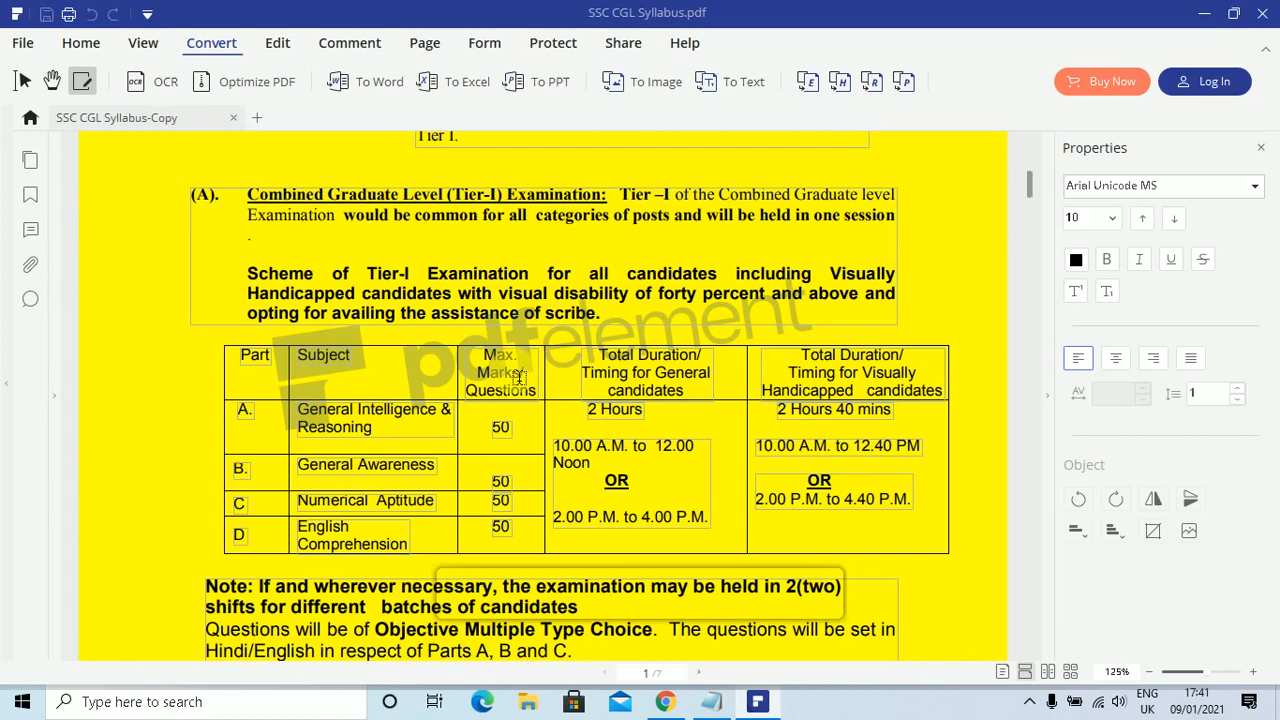 SSC CGL Syllabus.pdf
File Home View Convert Edit Comment Page Form Protect Share Help
OCR Optimize PDF To Word To Excel To PPT To Image To Text Buy Now Log In
SSC CGL Syllabus-Copy
Tier I.
(A). Combined Graduate Level (Tier-I) Examination: Tier –I of the Combined Graduate level
Examination would be common for all categories of posts and will be held in one session
.
Scheme of Tier-I Examination for all candidates including Visually
Handicapped candidates with visual disability of forty percent and above and
opting for availing the assistance of scribe.
pdfelement
Part Subject Max. Total Duration/ Total Duration/
Marks/ Timing for General Timing for Visually
Questions candidates Handicapped candidates
A. General Intelligence & 2 Hours 2 Hours 40 mins
Reasoning 50
10.00 A.M. to 12.00 10.00 A.M. to 12.40 PM
B. General Awareness Noon
50 OR OR
C Numerical Aptitude 50 2.00 P.M. to 4.40 P.M.
2.00 P.M. to 4.00 P.M.
D English 50
Comprehension
Note: If and wherever necessary, the examination may be held in 2(two)
shifts for different batches of candidates
Questions will be of Objective Multiple Type Choice. The questions will be set in
Hindi/English in respect of Parts A, B and C.
Properties
Arial Unicode MS
10
B I U S
T T
AV 1
Object
1 /7
125%
Type here to search
ENG 17:41
UK 09/01/2021